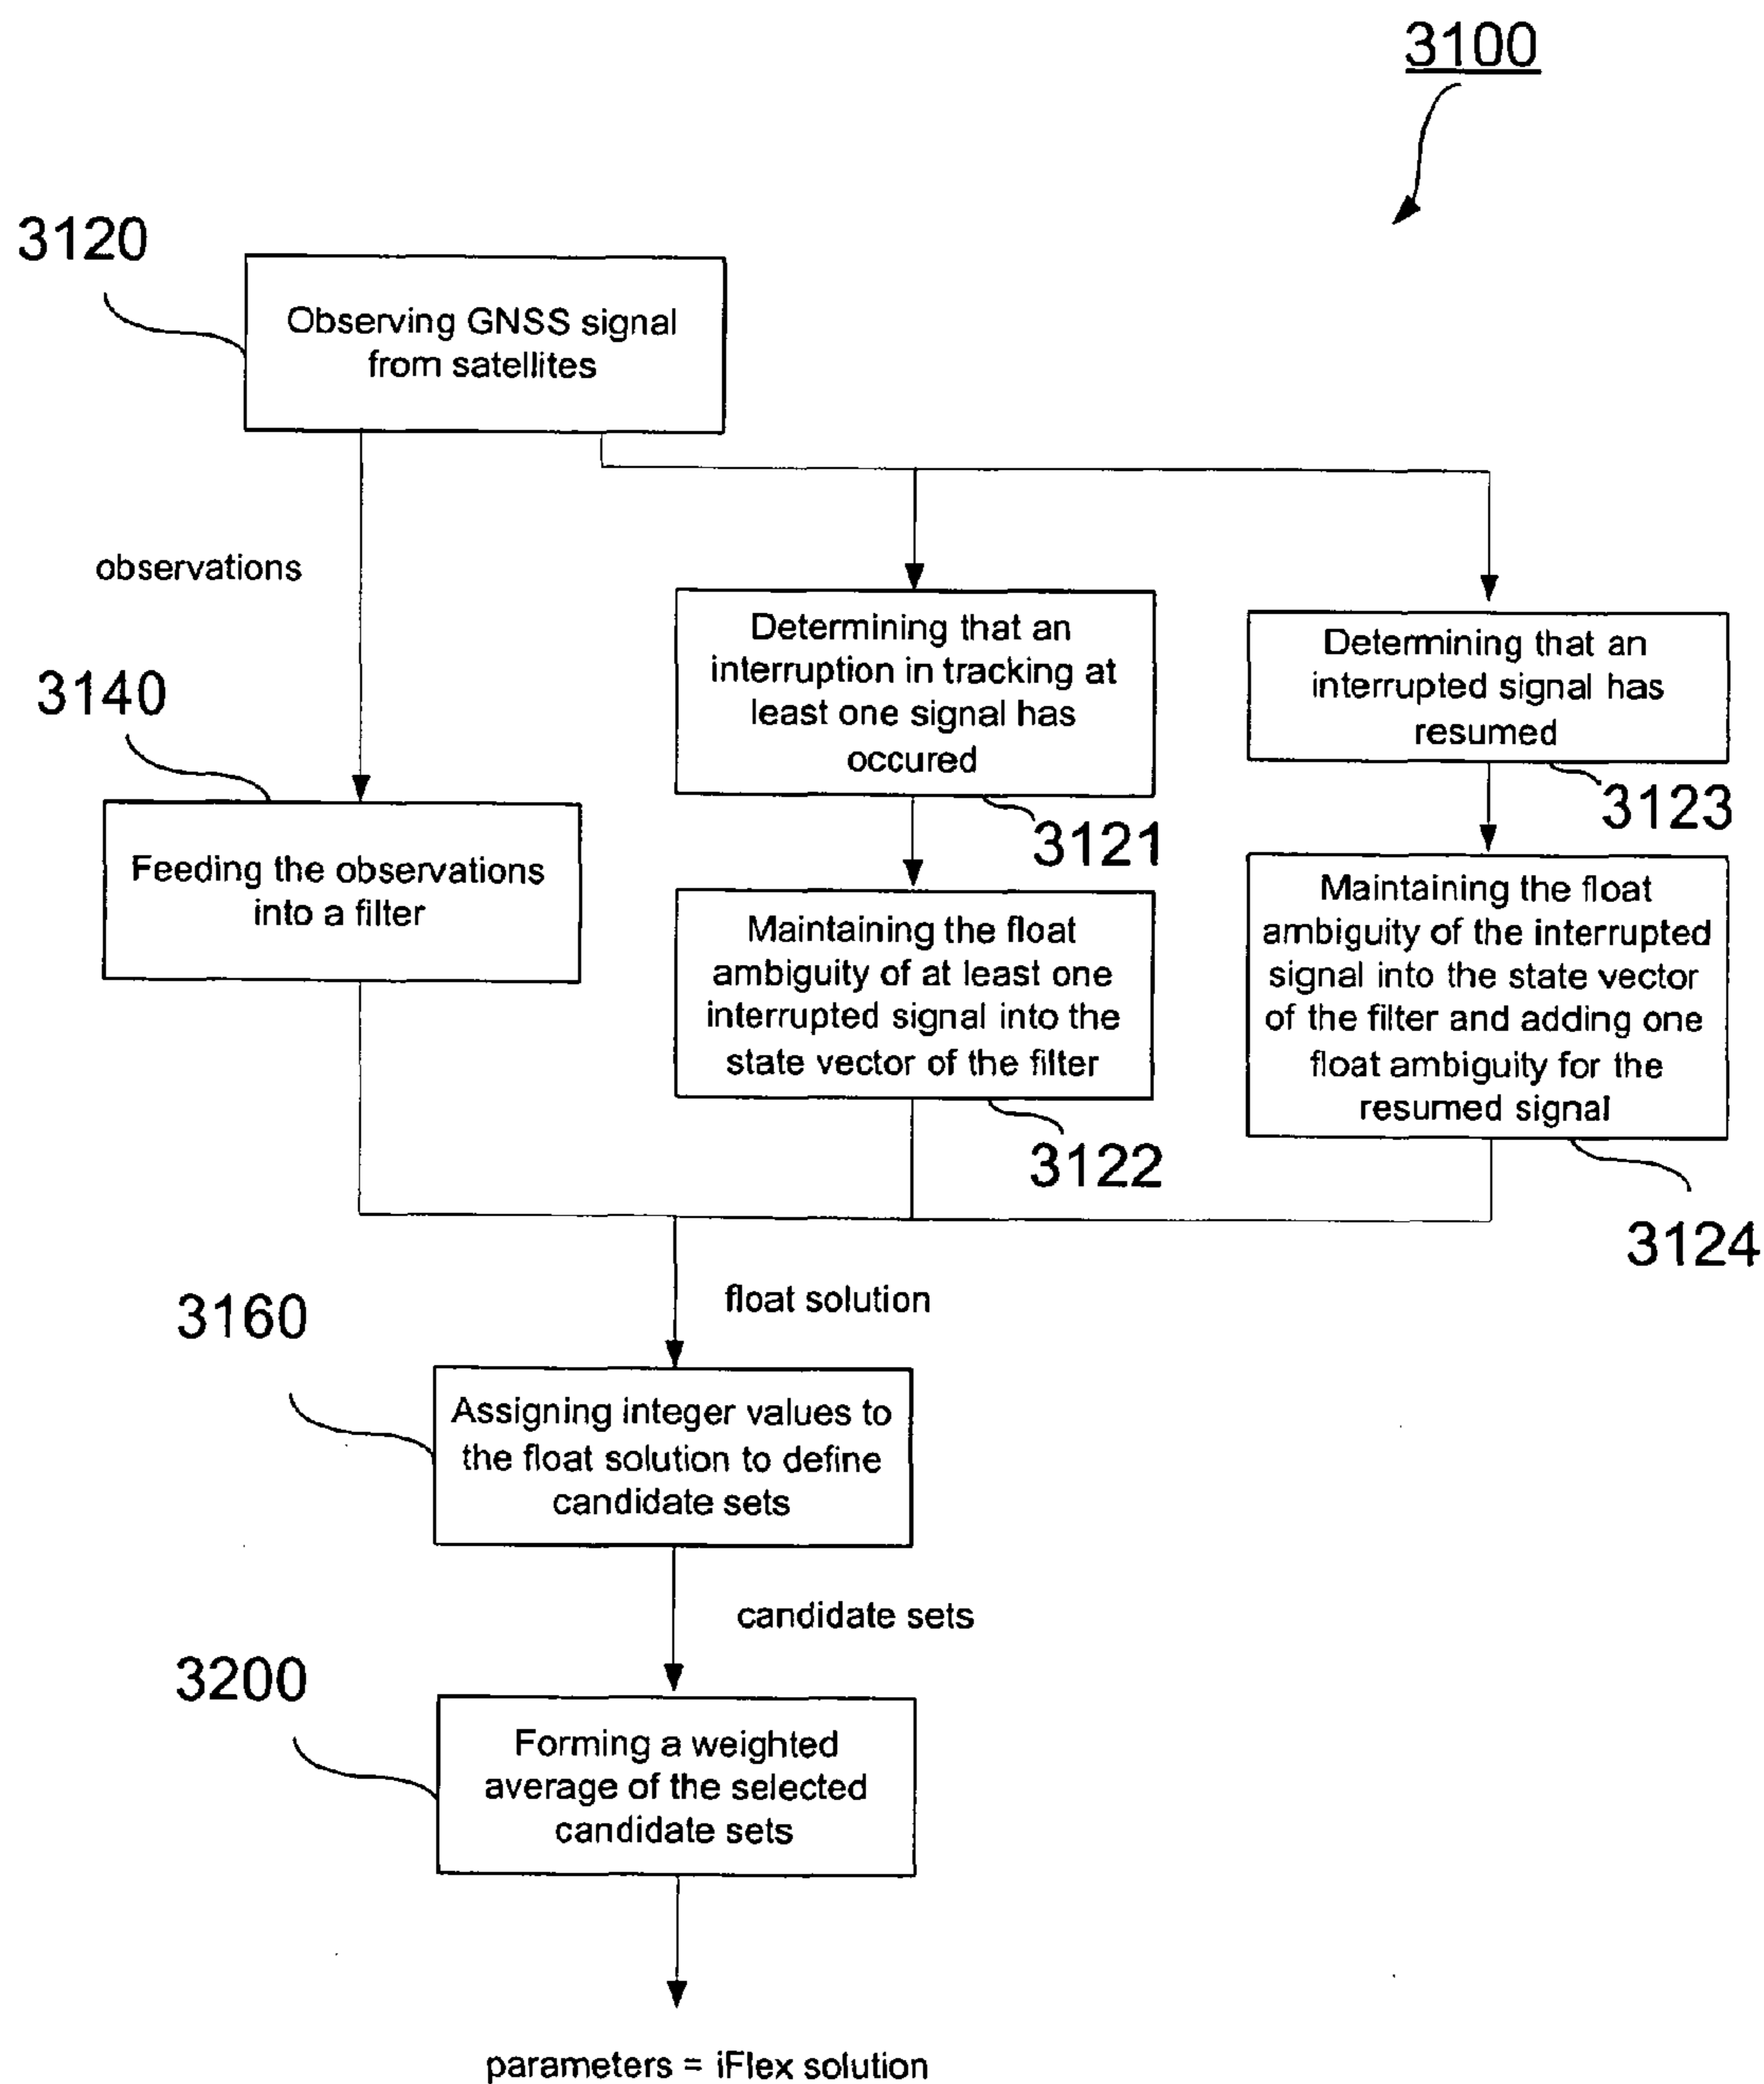 3100
3120
Observing GNSS signal
from satellites
observations
Determining that an
interruption in tracking at
least one signal has
occured
3121
Determining that an
interrupted signal has
resumed
3123
3140
Feeding the observations
into a filter
Maintaining the float
ambiguity of at least one
interrupted signal into the
state vector of the filter
3122
Maintaining the float
ambiguity of the interrupted
signal into the state vector
of the filter and adding one
float ambiguity for the
resumed signal
3124
float solution
3160
Assigning integer values to
the float solution to define
candidate sets
candidate sets
3200
Forming a weighted
average of the selected
candidate sets
parameters = iFlex solution